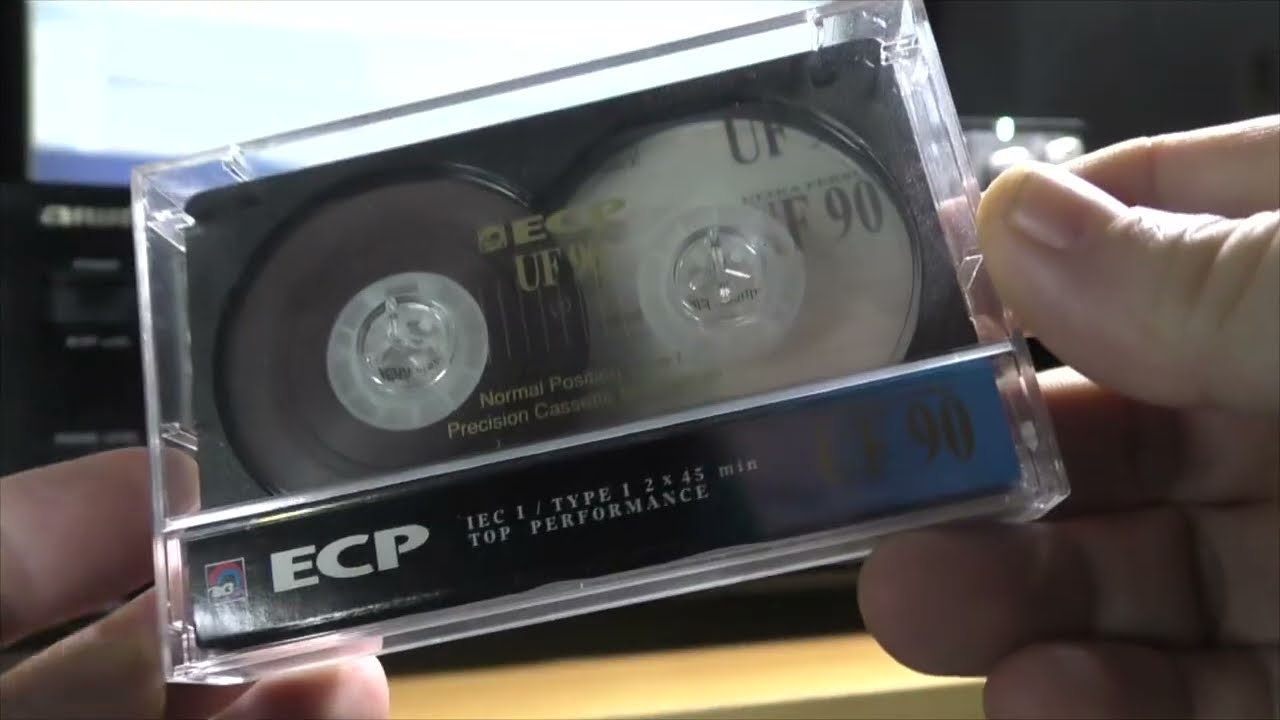 UF
UF 90
ECP
UF 90
Normal Position
Precision Cassette
IEC I / TYPE I 2 x 45 min
TOP PERFORMANCE
ECP
UF 90